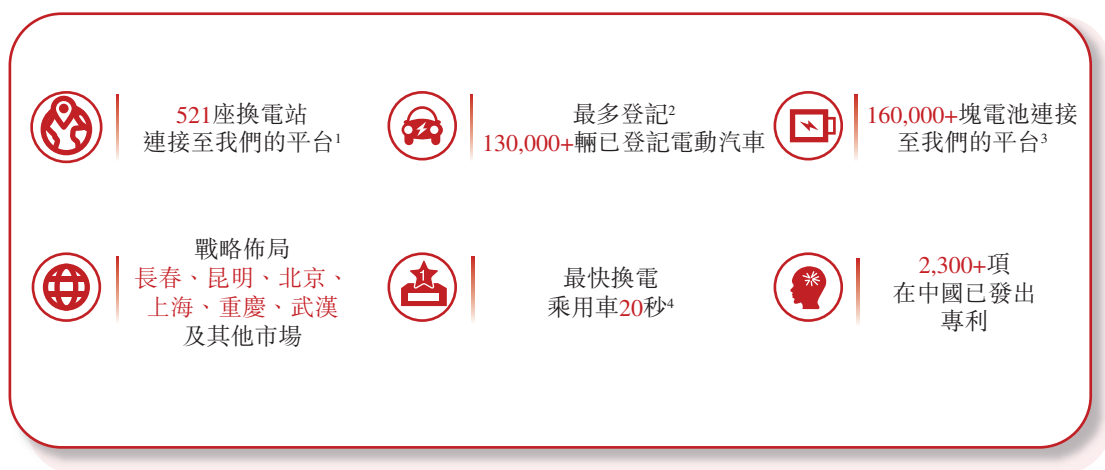 521座換電站
連接至我們的平台¹
最多登記²
130,000+輛已登記電動汽車
160,000+塊電池連接
至我們的平台³
戰略佈局
長春、昆明、北京、
上海、重慶、武漢
及其他市場
1
最快換電
乘用車20秒⁴
2,300+項
在中國已發出
專利